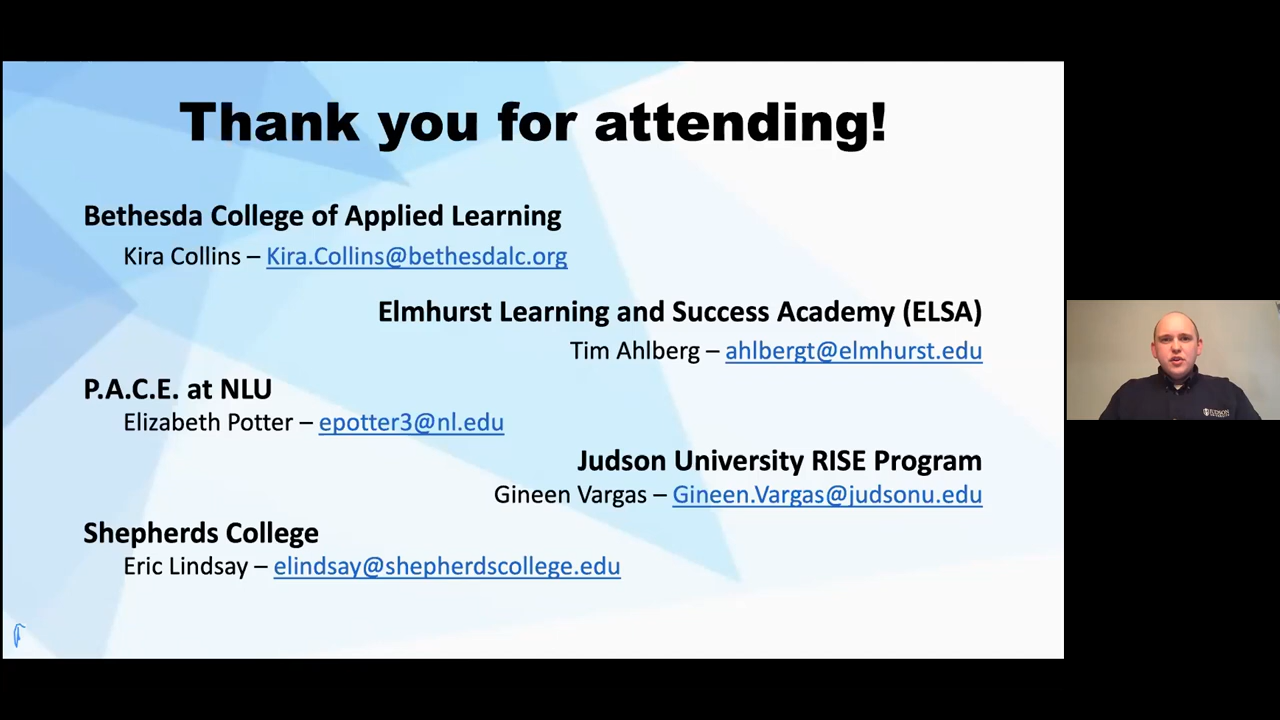 Thank you for attending!
Bethesda College of Applied Learning
Kira Collins – Kira.Collins@bethesdalc.org
Elmhurst Learning and Success Academy (ELSA)
Tim Ahlberg – ahlbergt@elmhurst.edu
P.A.C.E. at NLU
Elizabeth Potter – epotter3@nl.edu
Judson University RISE Program
Gineen Vargas – Gineen.Vargas@judsonu.edu
Shepherds College
Eric Lindsay – elindsay@shepherdscollege.edu
JUDSON